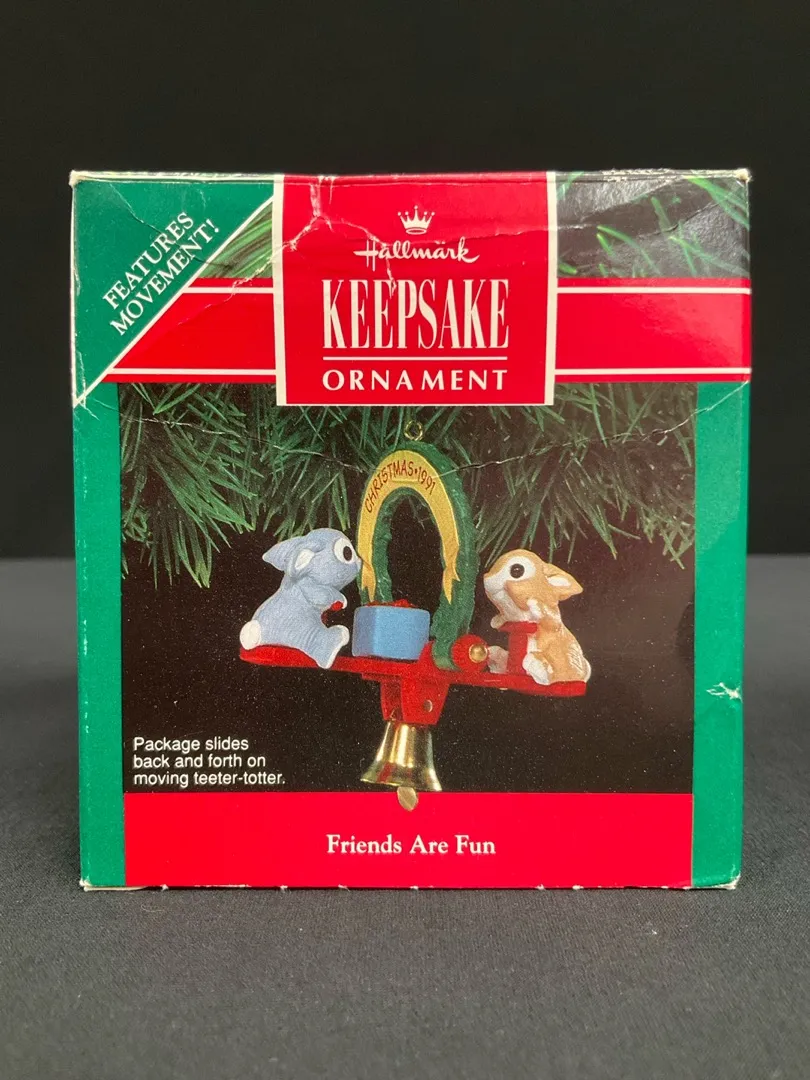 FEATURES
MOVEMENT!
Hallmark
KEEPSAKE
ORNAMENT
CHRISTMAS•1991
Package slides
back and forth on
moving teeter-totter.
Friends Are Fun